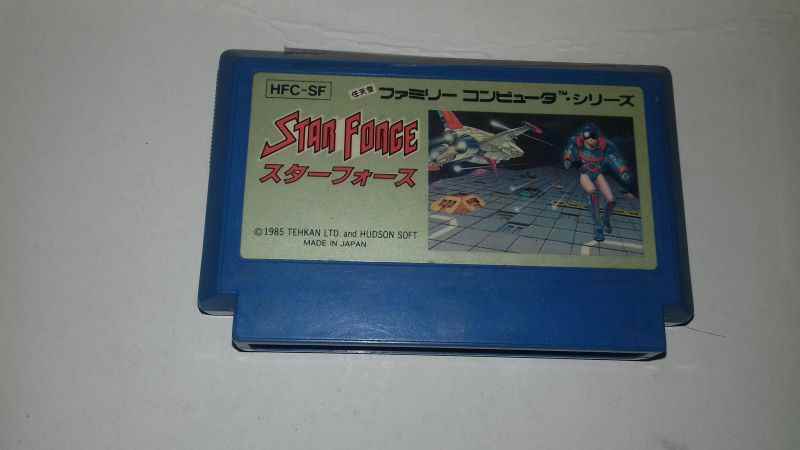 HFC-SF
任天堂 ファミリー コンピュータ™・シリーズ
STAR FORCE
スターフォース
©1985 TEHKAN LTD. and HUDSON SOFT
MADE IN JAPAN